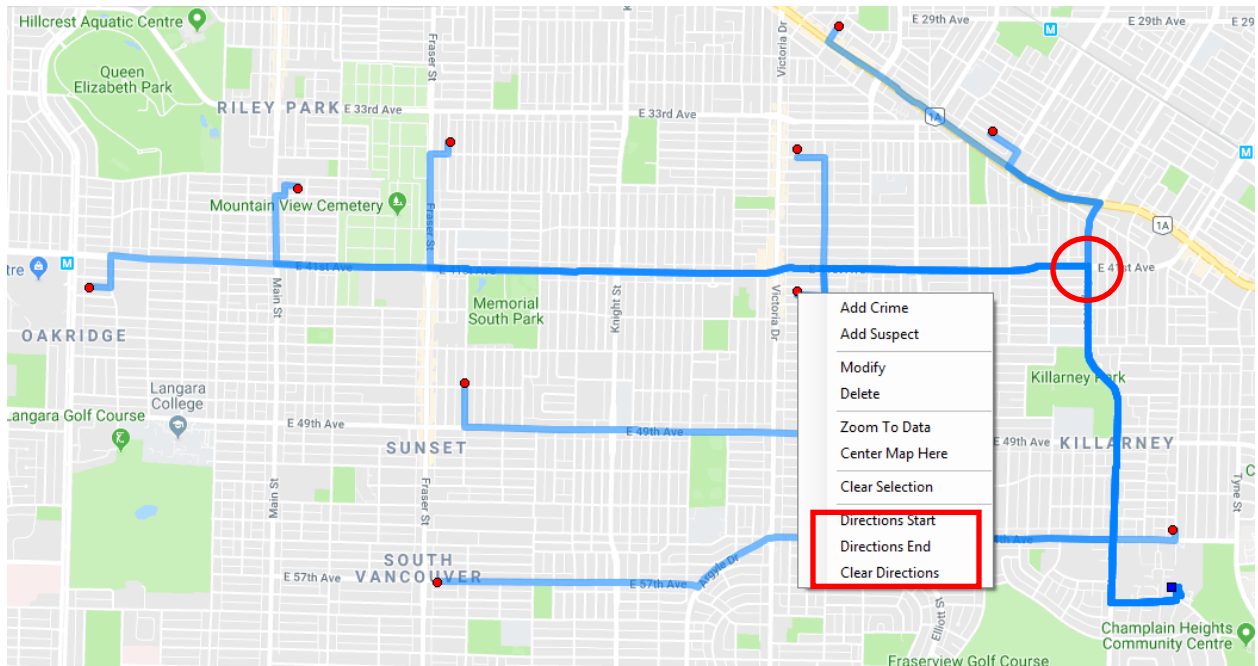 Hillcrest Aquatic Centre
Fraser St
Victoria Dr
E 29th Ave
E 29th Ave
E 29
M
Queen
Elizabeth Park
RILEY PARK
E 33rd Ave
E 33rd Ave
1A
M
Mountain View Cemetery
Fraser St
1A
tre
M
E 41st Ave
E 41st Ave
Main St
Memorial
South Park
Knight St
Victoria Dr
Add Crime
Add Suspect
OAKRIDGE
Modify
Delete
Killarney Park
Langara
College
Langara Golf Course
E 49th Ave
E 49th Ave
Zoom To Data
E 49th Ave
KILLARNEY
SUNSET
Center Map Here
Main St
Fraser St
Clear Selection
Tyne St
Directions Start
Directions End
Clear Directions
SOUTH
VANCOUVER
E 57th Ave
E 57th Ave
Argyle Dr
Elliott St
Champlain Heights
Community Centre
Fraserview Golf Course